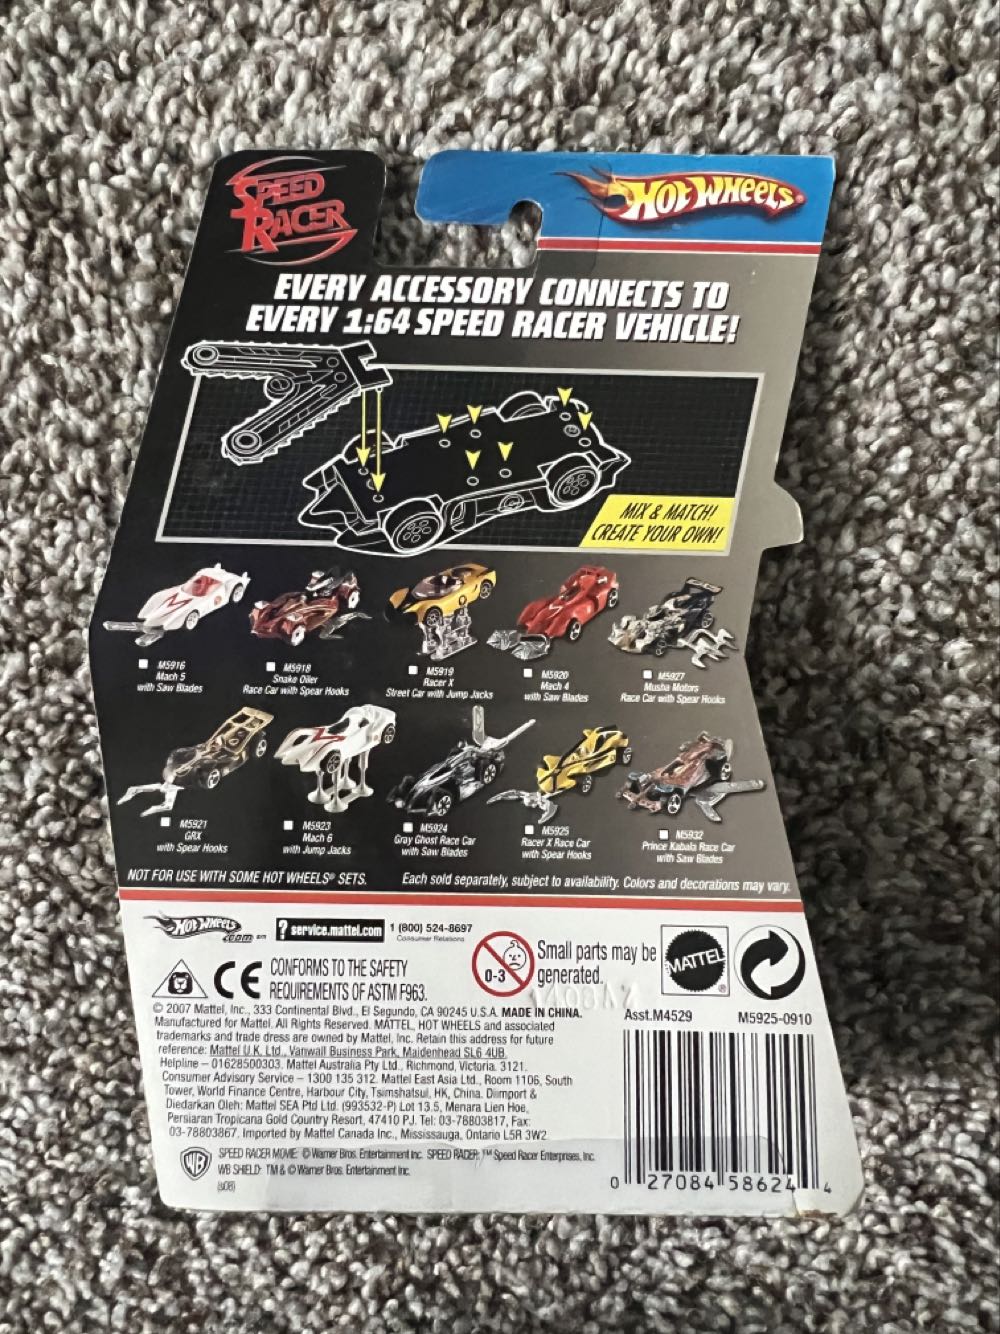 SPEED
RACER
HOT WHEELS®
EVERY ACCESSORY CONNECTS TO
EVERY 1:64 SPEED RACER VEHICLE!
MIX & MATCH!
CREATE YOUR OWN!
M5916
Mach 5
with Saw Blades
M5918
Snake Oiler
Race Car with Spear Hooks
M5919
Racer X
Street Car with Jump Jacks
M5920
Mach 4
with Saw Blades
M5927
Musha Motors
Race Car with Spear Hooks
M5921
GRX
with Spear Hooks
M5923
Mach 6
with Jump Jacks
M5924
Gray Ghost Race Car
with Saw Blades
M5925
Racer X Race Car
with Spear Hooks
M5932
Prince Kabala Race Car
with Saw Blades
NOT FOR USE WITH SOME HOT WHEELS® SETS.
Each sold separately, subject to availability. Colors and decorations may vary.
HOT WHEELS
.com SM
? service.mattel.com 1 (800) 524-8697
Consumer Relations
CE CONFORMS TO THE SAFETY
REQUIREMENTS OF ASTM F963.
0-3
Small parts may be
generated.
MATTEL®
© 2007 Mattel, Inc., 333 Continental Blvd., El Segundo, CA 90245 U.S.A. MADE IN CHINA.
Manufactured for Mattel. All Rights Reserved. MATTEL, HOT WHEELS and associated
trademarks and trade dress are owned by Mattel, Inc. Retain this address for future
reference: Mattel U.K. Ltd., Vanwall Business Park, Maidenhead SL6 4UB.
Helpline – 01628500303. Mattel Australia Pty Ltd., Richmond, Victoria. 3121.
Consumer Advisory Service – 1300 135 312. Mattel East Asia Ltd., Room 1106, South
Tower, World Finance Centre, Harbour City, Tsimshatsui, HK, China. Diimport &
Diedarkan Oleh: Mattel SEA Ptd Ltd. (993532-P) Lot 13.5, Menara Lien Hoe,
Persiaran Tropicana Gold Country Resort, 47410 PJ. Tel: 03-78803817, Fax:
03-78803867. Imported by Mattel Canada Inc., Mississauga, Ontario L5R 3W2.
WB
SPEED RACER MOVIE: © Warner Bros. Entertainment Inc. SPEED RACER: ™ Speed Racer Enterprises, Inc.
WB SHIELD: TM & © Warner Bros. Entertainment Inc.
(s08)
Asst.M4529 M5925-0910
0 27084 58624 4